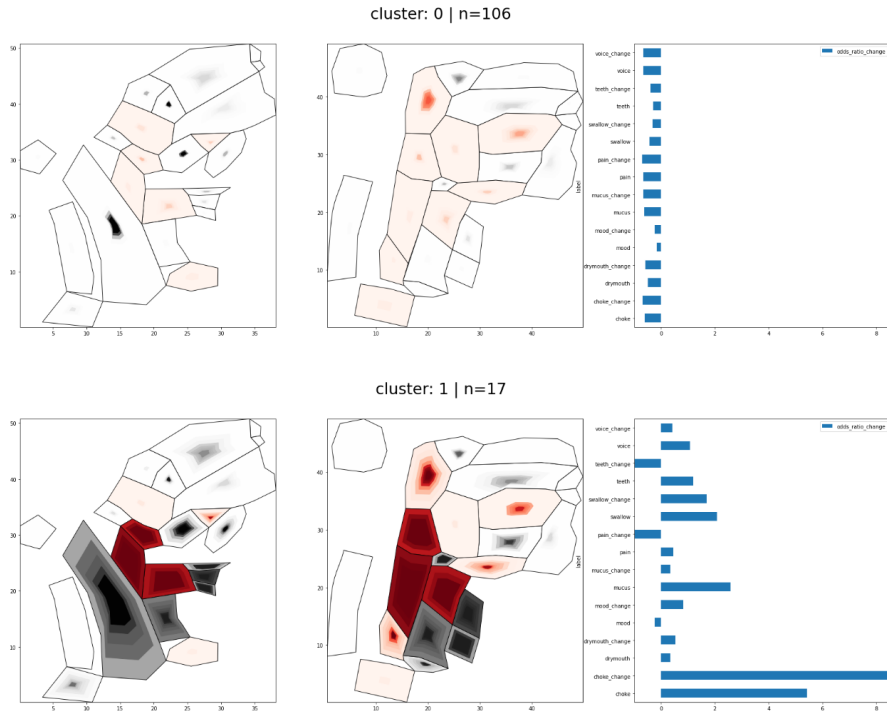 cluster: 0 | n=106
50
40
30
20
10
5
10
15
20
25
30
35
40
30
20
10
10
20
30
40
label
voice_change
voice
teeth_change
teeth
swallow_change
swallow
pain_change
pain
mucus_change
mucus
mood_change
mood
drymouth_change
drymouth
choke_change
choke
odds_ratio_change
0
2
4
6
8
cluster: 1 | n=17
50
40
30
20
10
5
10
15
20
25
30
35
40
30
20
10
10
20
30
40
label
voice_change
voice
teeth_change
teeth
swallow_change
swallow
pain_change
pain
mucus_change
mucus
mood_change
mood
drymouth_change
drymouth
choke_change
choke
odds_ratio_change
0
2
4
6
8